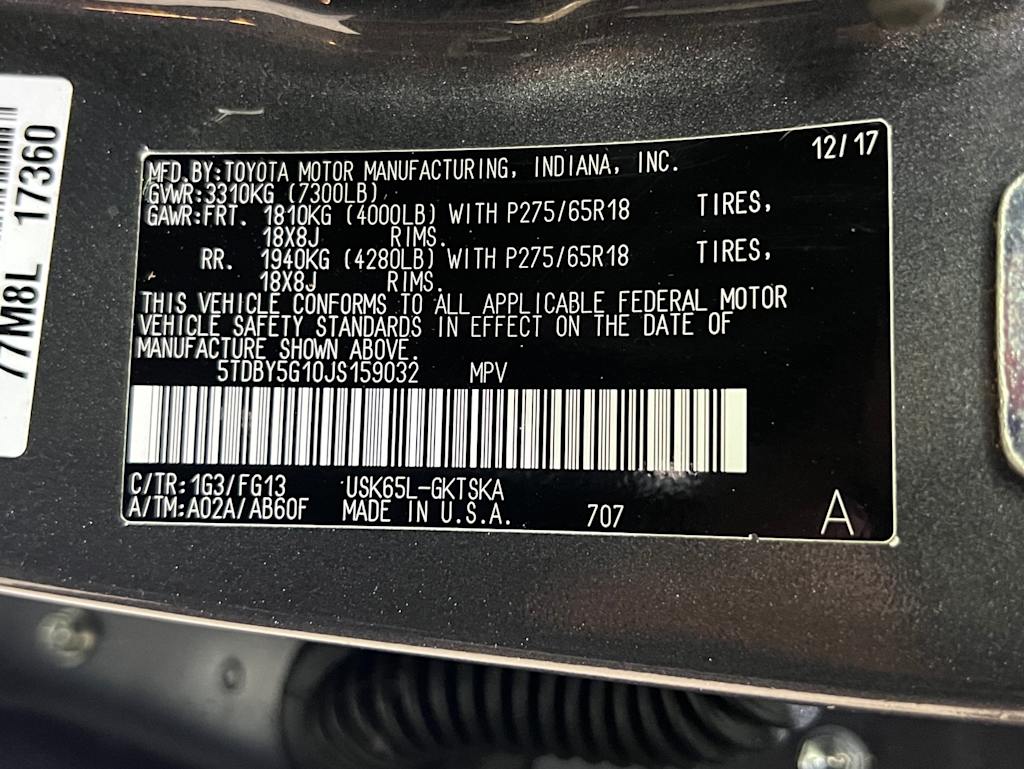 12/17
MFD.BY:TOYOTA MOTOR MANUFACTURING, INDIANA, INC.
GVWR:3310KG (7300LB)
GAWR:FRT. 1810KG (4000LB) WITH P275/65R18 TIRES,
18X8J RIMS.
RR. 1940KG (4280LB) WITH P275/65R18 TIRES,
18X8J RIMS.
THIS VEHICLE CONFORMS TO ALL APPLICABLE FEDERAL MOTOR
VEHICLE SAFETY STANDARDS IN EFFECT ON THE DATE OF
MANUFACTURE SHOWN ABOVE.
5TDBY5G10JS159032 MPV
C/TR:1G3/FG13 USK65L-GKTSKA
A/TM:A02A/AB60F MADE IN U.S.A. 707
A
77M8L 17360